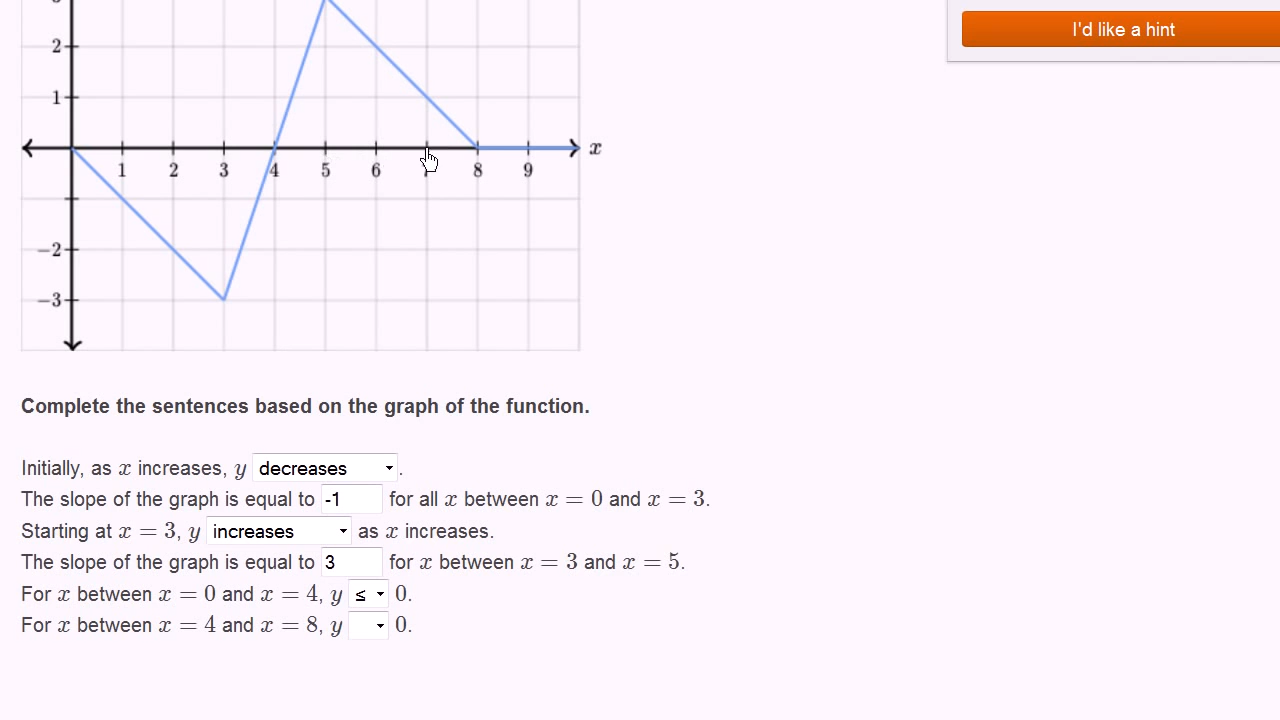 I'd like a hint
2
1
x
1 2 3 4 5 6 8 9
−2
−3
Complete the sentences based on the graph of the function.
Initially, as x increases, y decreases .
The slope of the graph is equal to -1 for all x between x = 0 and x = 3.
Starting at x = 3, y increases as x increases.
The slope of the graph is equal to 3 for x between x = 3 and x = 5.
For x between x = 0 and x = 4, y ≤ 0.
For x between x = 4 and x = 8, y 0.